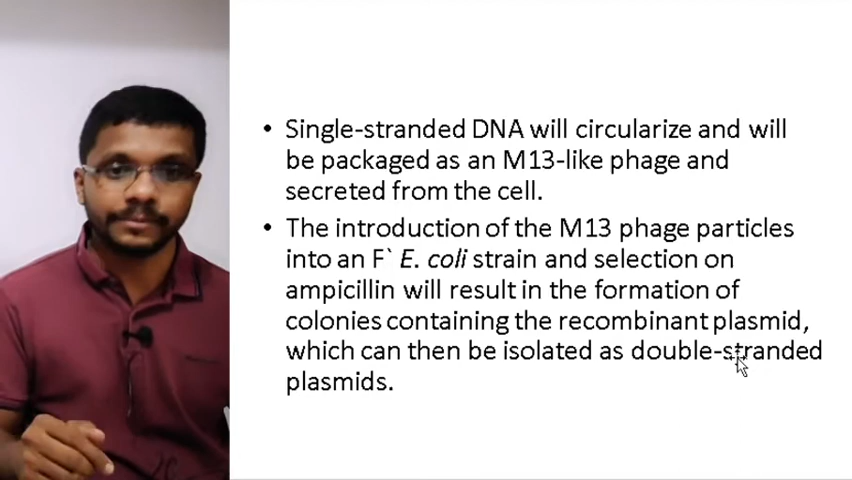 • Single-stranded DNA will circularize and will
be packaged as an M13-like phage and
secreted from the cell.
• The introduction of the M13 phage particles
into an F` E. coli strain and selection on
ampicillin will result in the formation of
colonies containing the recombinant plasmid,
which can then be isolated as double-stranded
plasmids.